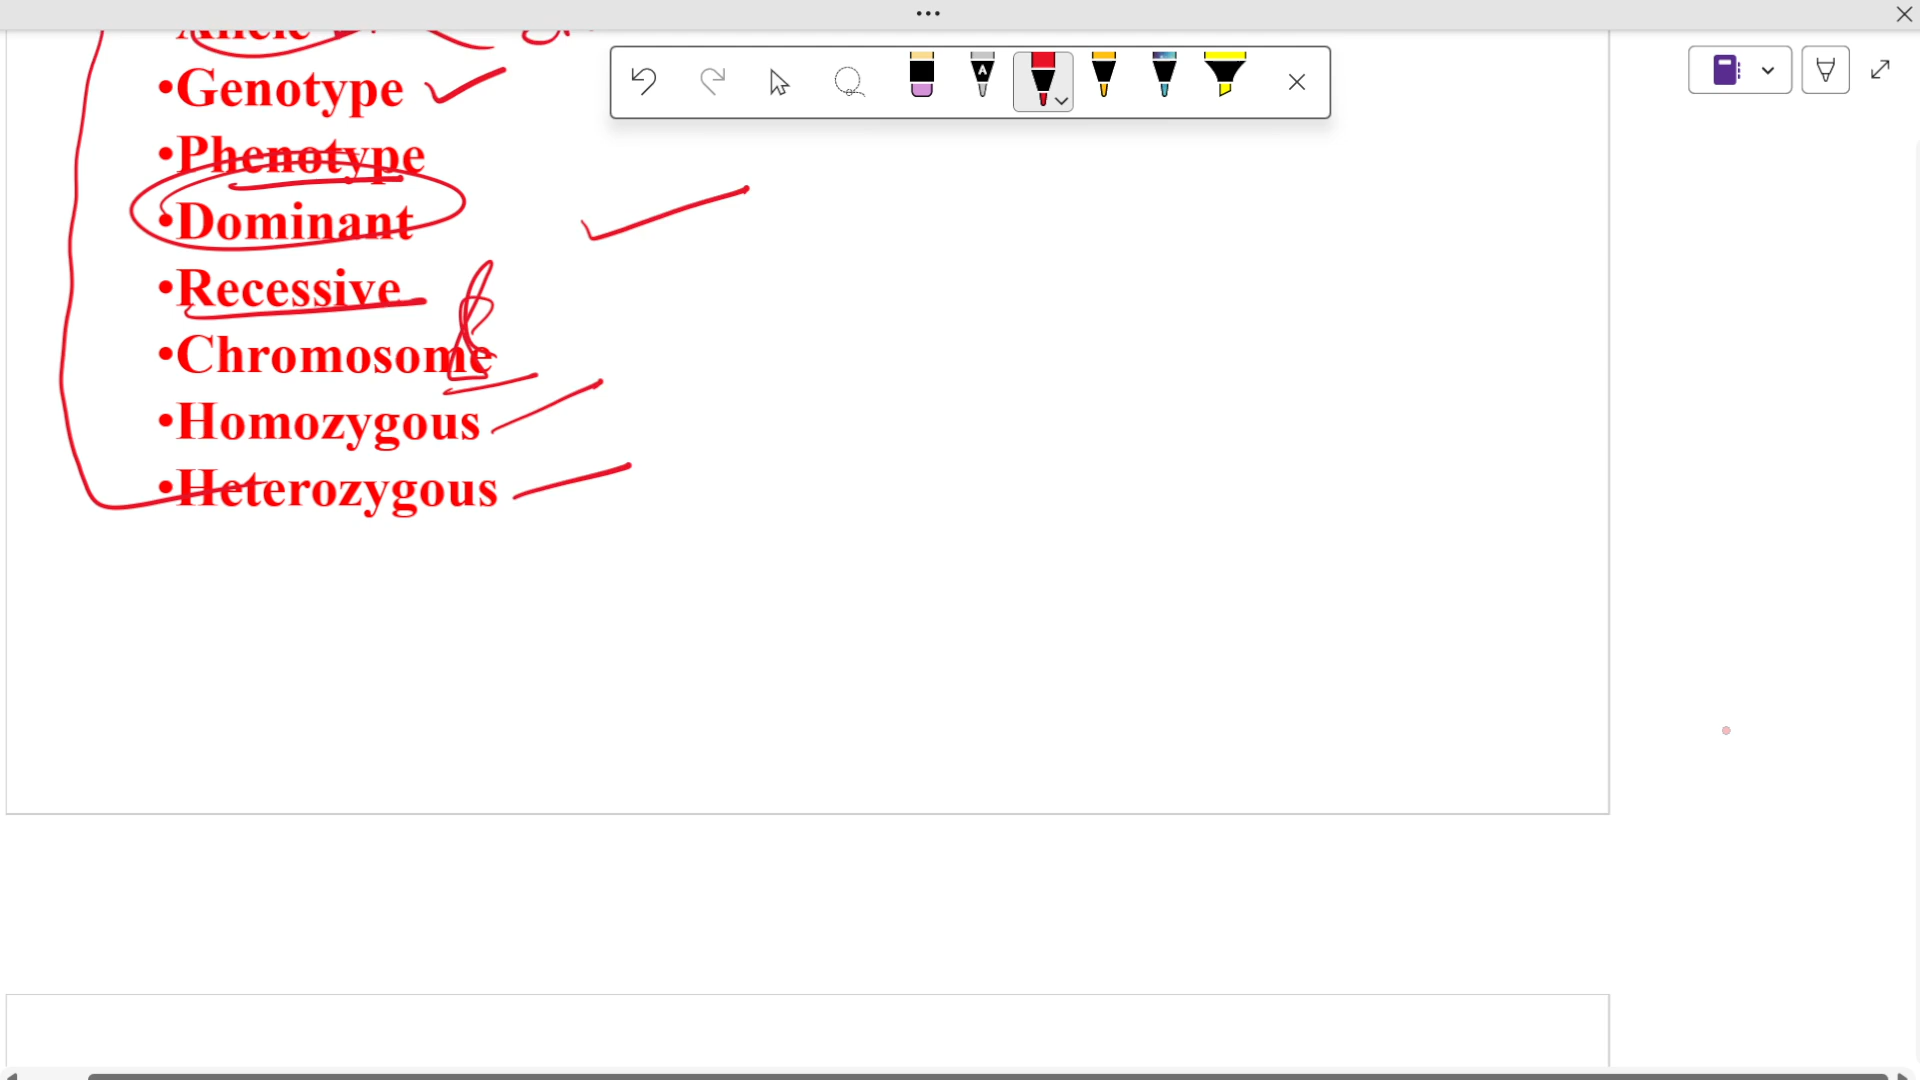 •Genotype
•Phenotype
•Dominant
•Recessive
•Chromosome
•Homozygous
•Heterozygous